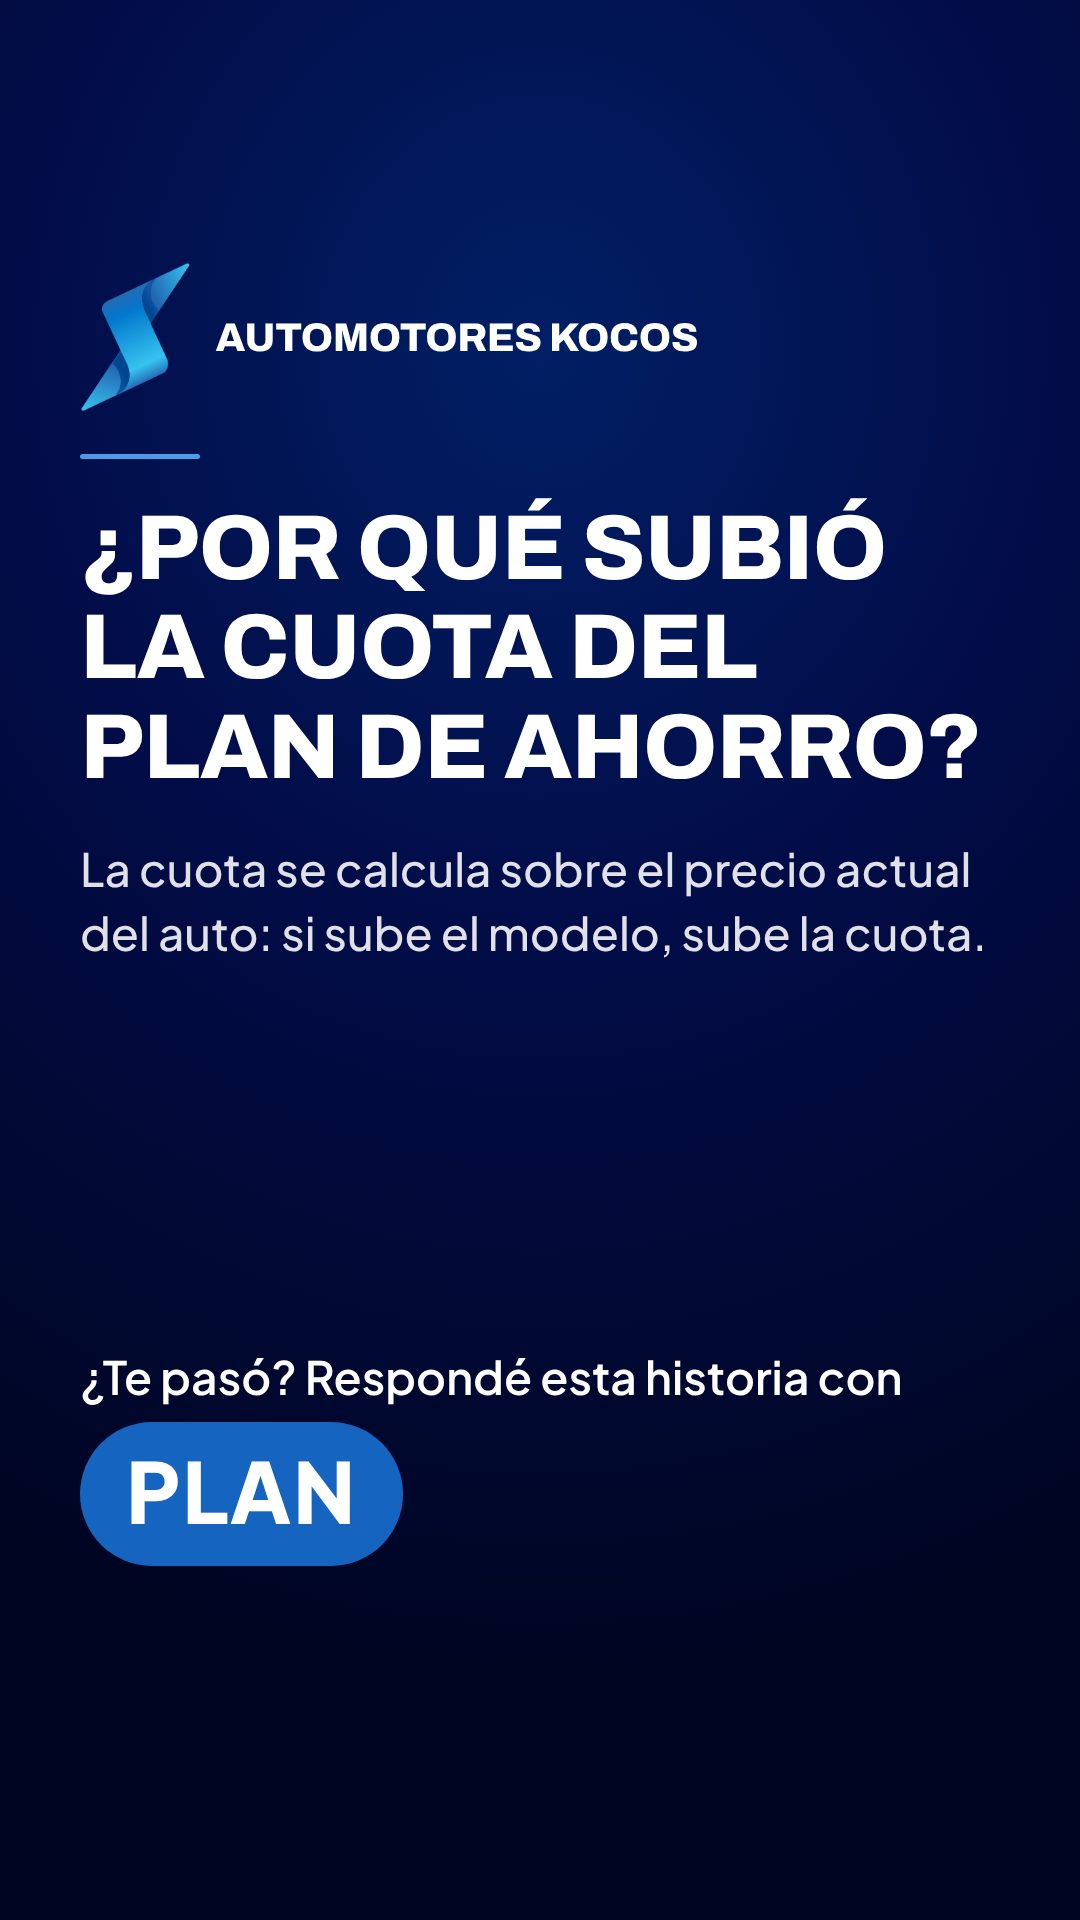 AUTOMOTORES KOCOS
¿POR QUÉ SUBIÓ
LA CUOTA DEL
PLAN DE AHORRO?
La cuota se calcula sobre el precio actual
del auto: si sube el modelo, sube la cuota.
¿Te pasó? Respondé esta historia con
PLAN